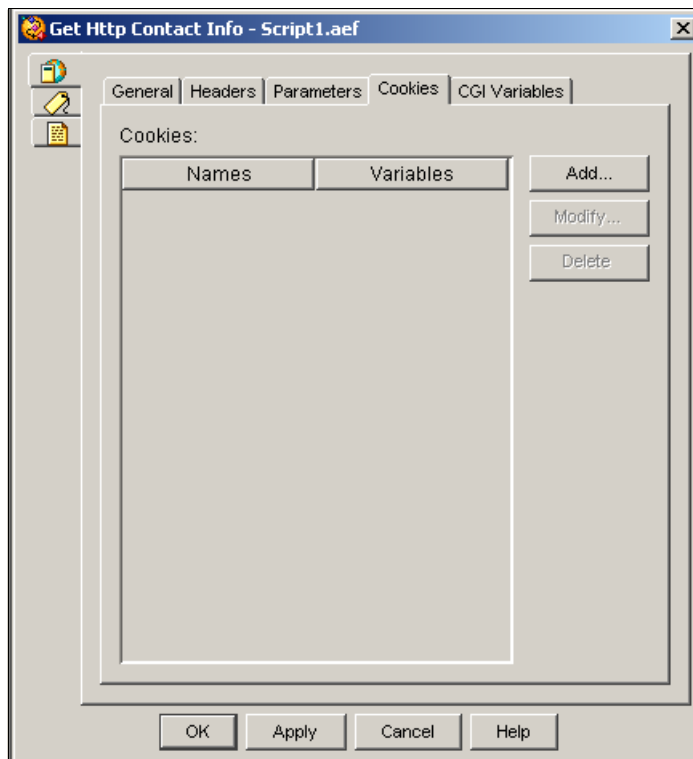 Get Http Contact Info - Script1.aef
General Headers Parameters Cookies CGI Variables
Cookies:
Names Variables Add...
Modify...
Delete
OK Apply Cancel Help